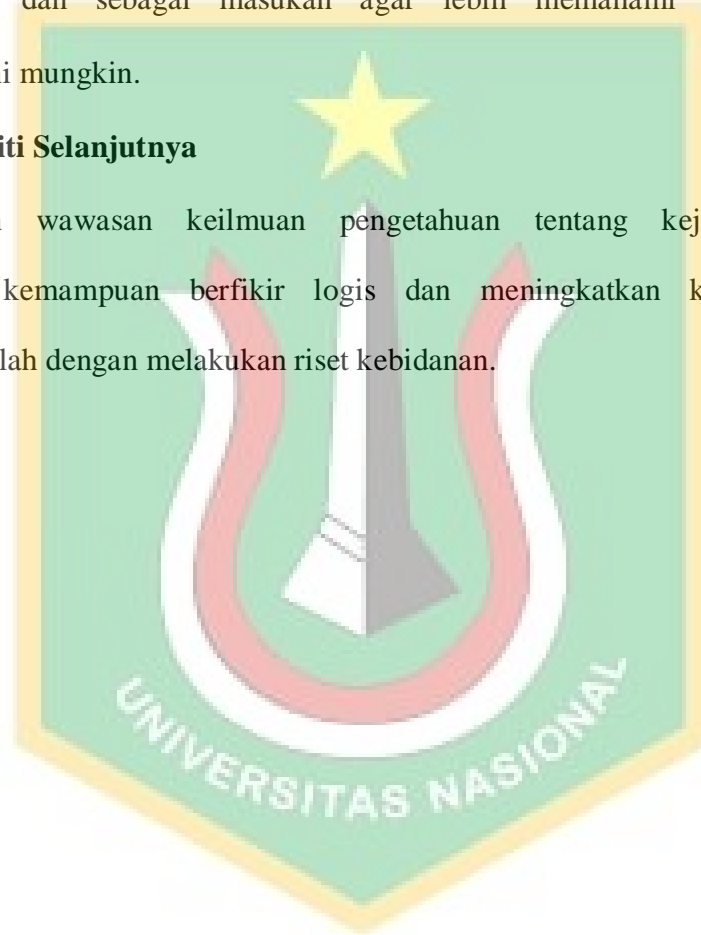 dan sebagai masukan agar lebih memahami
ni mungkin.
iti Selanjutnya
wawasan keilmuan pengetahuan tentang kej
kemampuan berfikir logis dan meningkatkan k
lah dengan melakukan riset kebidanan.
UNIVERSITAS NASIONAL